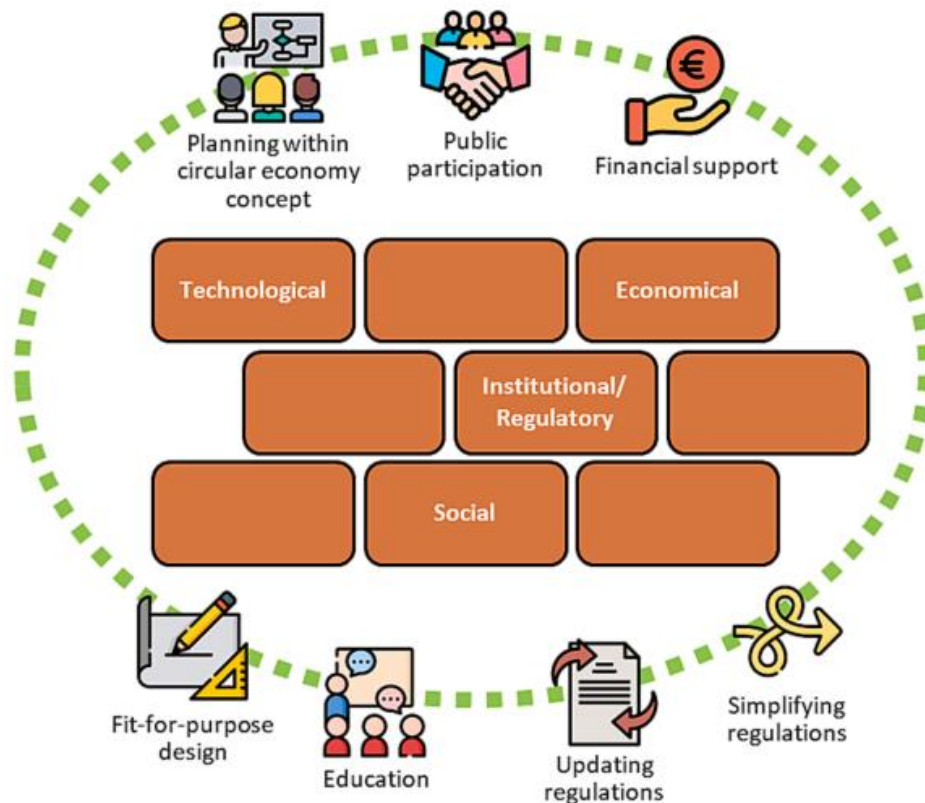 Planning within
circular economy
concept
Public
participation
Financial support
€
Technological
Economical
Institutional/
Regulatory
Social
Fit-for-purpose
design
Education
Updating
regulations
Simplifying
regulations